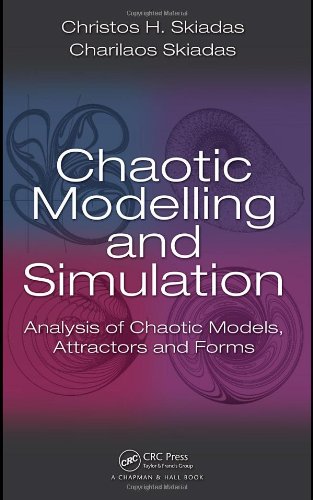 Christos H. Skiadas
Charilaos Skiadas
Chaotic
Modelling
and
Simulation
Analysis of Chaotic Models,
Attractors and Forms
CRC
CRC Press
Taylor & Francis Group
A CHAPMAN & HALL BOOK